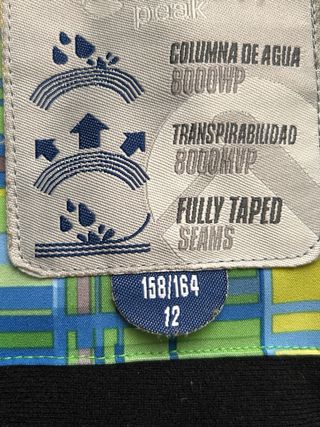 peak
COLUMNA DE AGUA
8000WP
TRANSPIRABILIDAD
8000MVP
FULLY TAPED
SEAMS
158/164
12